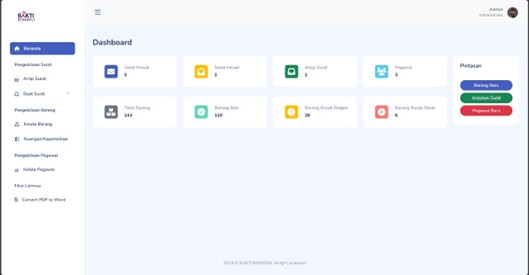 BAKTI
KOMINFO
Admin
Administrator
Beranda
Pengelolaan Surat
Arsip Surat
Buat Surat
Pengelolaan Barang
Kelola Barang
Ruangan/Inventaris
Pengelolaan Pegawai
Kelola Pegawai
Fitur Lainnya
Convert PDF to Word
Dashboard
Surat Masuk
Surat Keluar
2
Arsip Surat
2
Pegawai
3
Total Barang
144
Barang Baik
110
Barang Rusak Ringan
28
Barang Rusak Berat
6
Pintasan
Barang Baru
Arsipkan Surat
Pegawai Baru
2024 © BAKTI KOMINFO. All right reserved